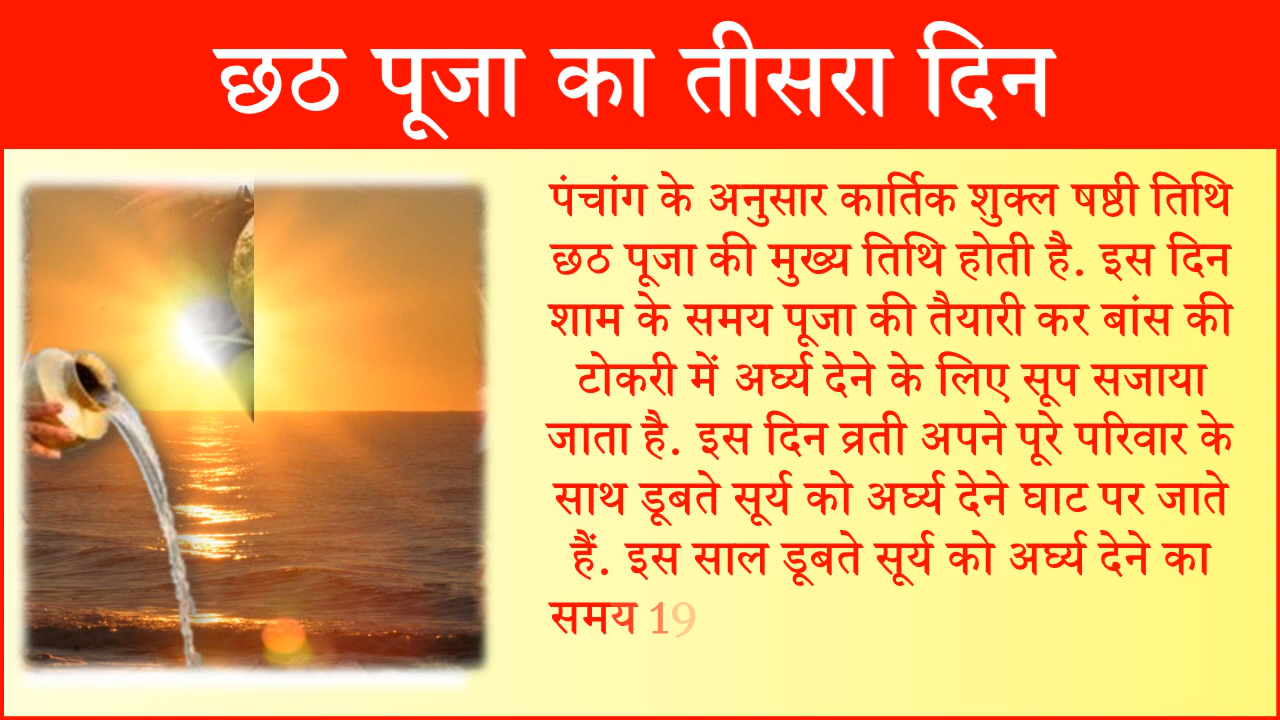 छठ पूजा का तीसरा दिन
पंचांग के अनुसार कार्तिक शुक्ल षष्ठी तिथि
छठ पूजा की मुख्य तिथि होती है. इस दिन
शाम के समय पूजा की तैयारी कर बांस की
टोकरी में अर्घ्य देने के लिए सूप सजाया
जाता है. इस दिन व्रती अपने पूरे परिवार के
साथ डूबते सूर्य को अर्घ्य देने घाट पर जाते
हैं. इस साल डूबते सूर्य को अर्घ्य देने का
समय 19